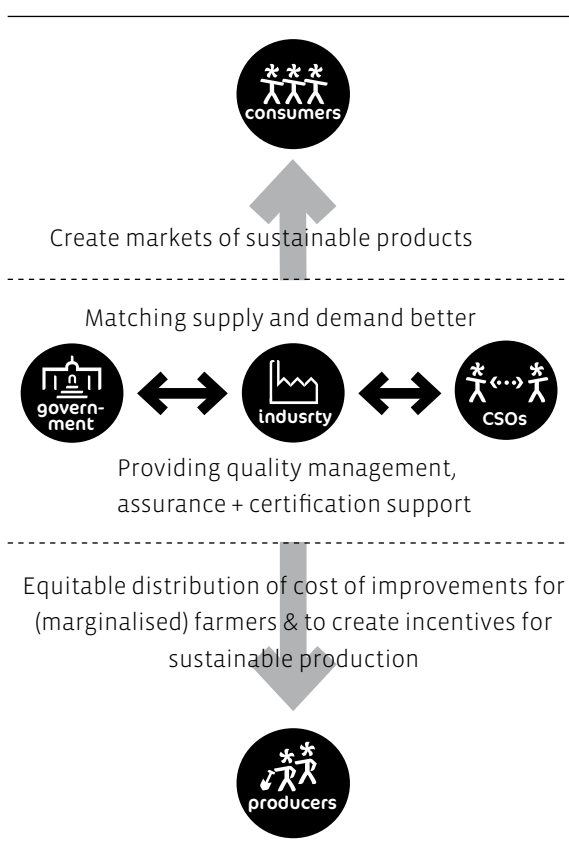 consumers
Create markets of sustainable products
Matching supply and demand better
govern-
ment
indusrty
CSOs
Providing quality management,
assurance + certification support
Equitable distribution of cost of improvements for
(marginalised) farmers & to create incentives for
sustainable production
producers